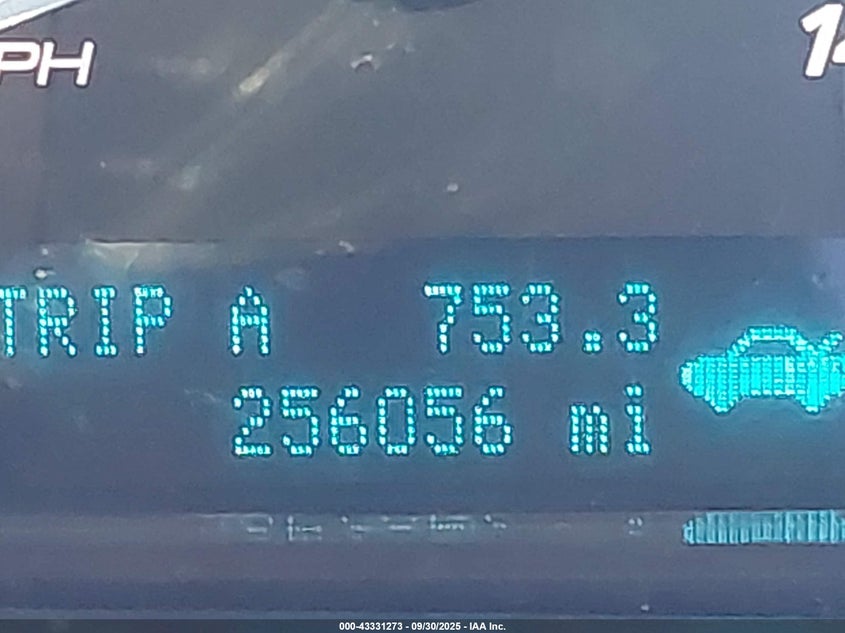 PH
TRIP A 753.3
256056 mi
000-43331273 - 09/30/2025 - IAA Inc.